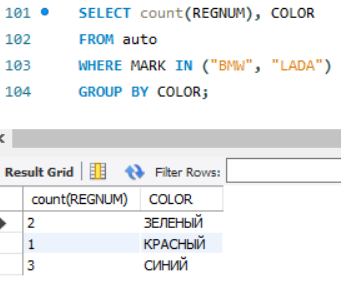 101 SELECT count(REGNUM), COLOR
102 FROM auto
103 WHERE MARK IN ("BMW", "LADA")
104 GROUP BY COLOR;
Result Grid Filter Rows:
count(REGNUM) COLOR
2 ЗЕЛЕНЫЙ
1 КРАСНЫЙ
3 СИНИЙ